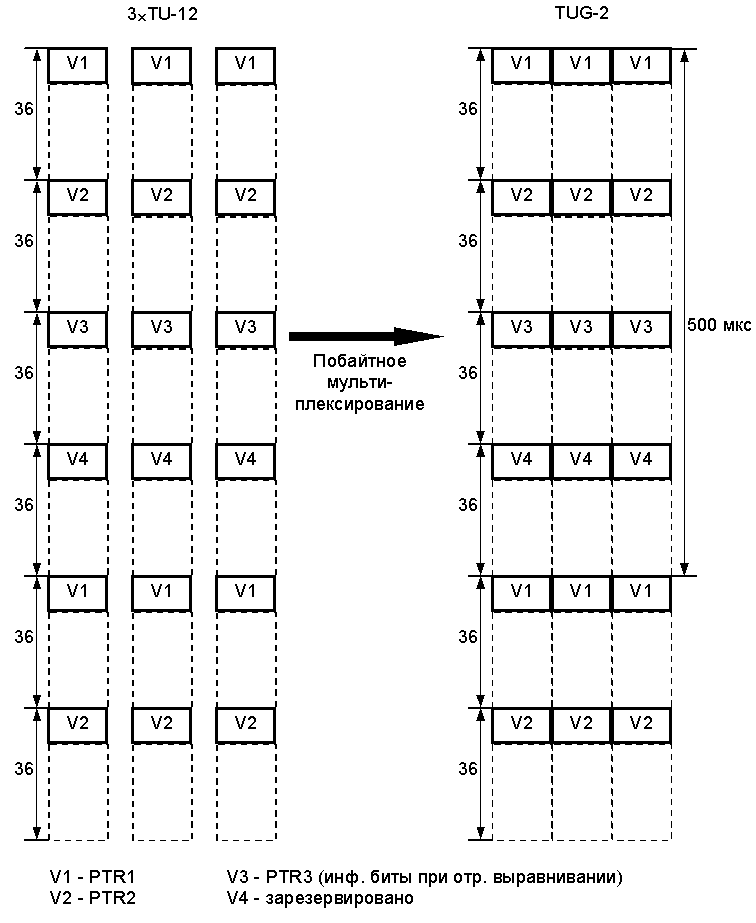 3×TU-12 TUG-2
V1 V1 V1 V1 V1 V1
36 36
V2 V2 V2 V2 V2 V2
36 36
V3 V3 V3 V3 V3 V3
500 мкс
Побайтное
мульти-
плексирование
36 36
V4 V4 V4 V4 V4 V4
36 36
V1 V1 V1 V1 V1 V1
36 36
V2 V2 V2 V2 V2 V2
36 36
V1 - PTR1 V3 - PTR3 (инф. биты при отр. выравнивании)
V2 - PTR2 V4 - зарезервировано